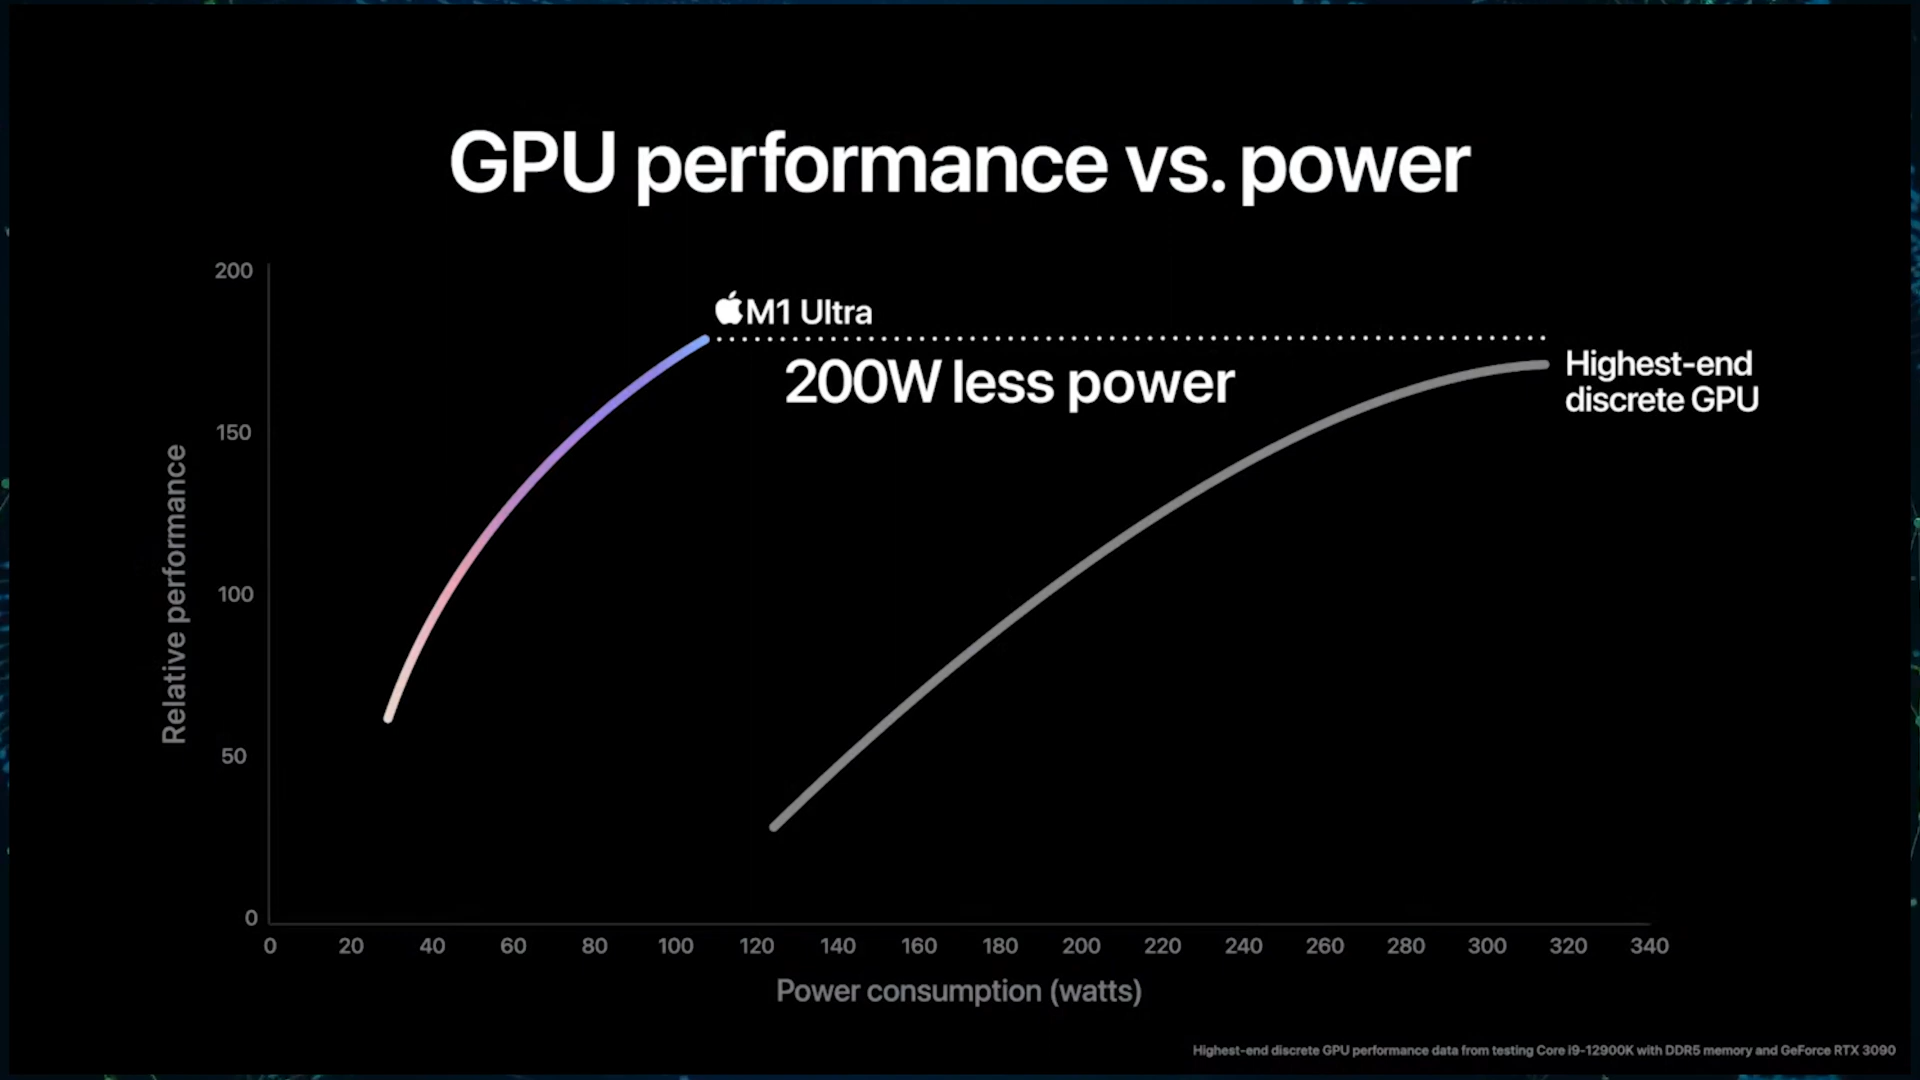 GPU performance vs. power
200
M1 Ultra
200W less power
Highest-end
discrete GPU
150
Relative performance
100
50
0
0 20 40 60 80 100 120 140 160 180 200 220 240 260 280 300 320 340
Power consumption (watts)
Highest-end discrete GPU performance data from testing Core i9-12900K with DDR5 memory and GeForce RTX 3090